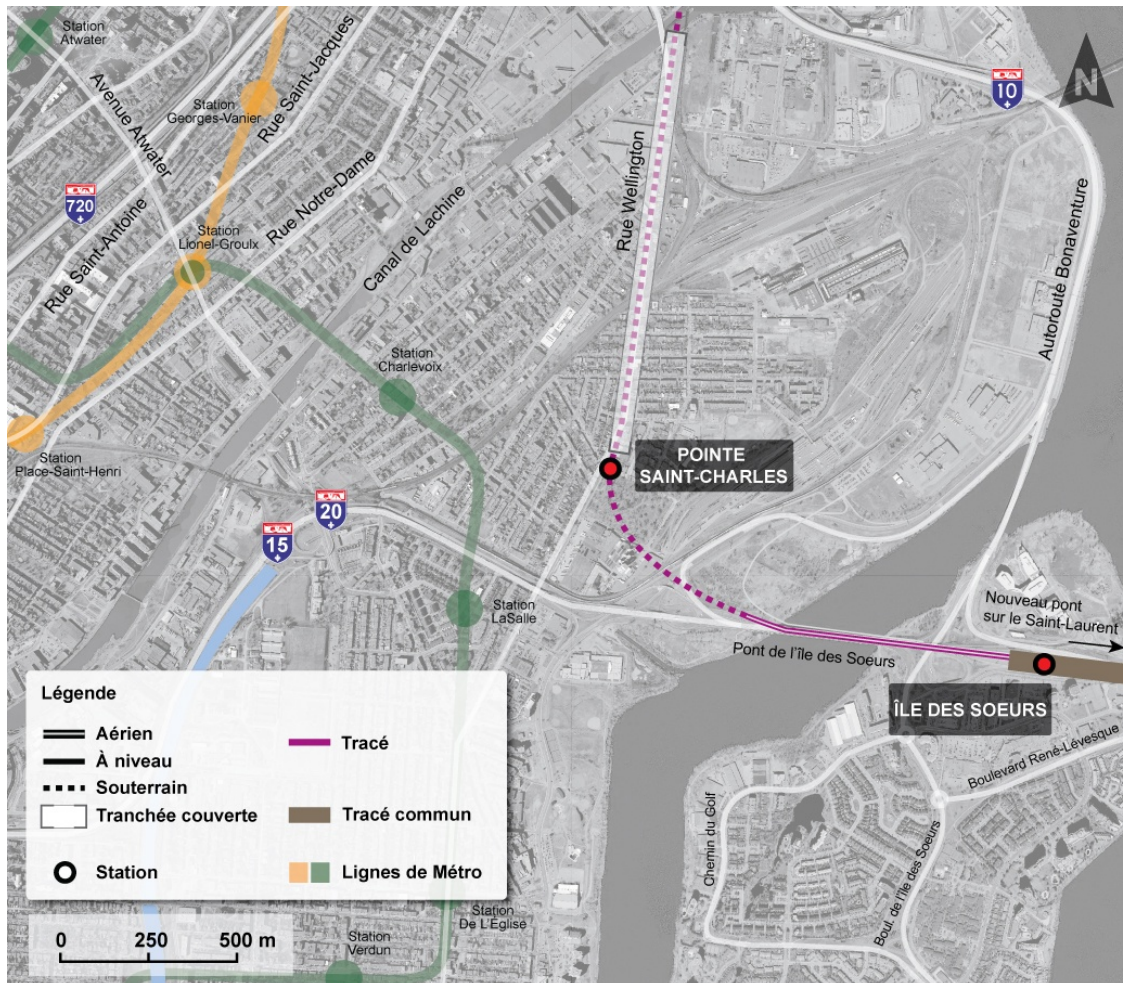 Station
Atwater
Avenue Atwater
Station
Georges-Vanier
Rue Saint-Jacques
10
N
720
Rue Saint-Antoine
Station
Lionel-Groulx
Rue Notre-Dame
Canal de Lachine
Rue Wellington
Autoroute Bonaventure
Station
Charlevoix
Station
Place-Saint-Henri
POINTE
SAINT-CHARLES
20
15
Station
LaSalle
Nouveau pont
sur le Saint-Laurent
Pont de l'île des Soeurs
ÎLE DES SOEURS
Boulevard René-Lévesque
Chemin du Golf
Boul. de l'île des Soeurs
Légende
Aérien
À niveau
Souterrain
Tranchée couverte
Station
Tracé
Tracé commun
Lignes de Métro
Station
De L'Église
Station
Verdun
0 250 500 m